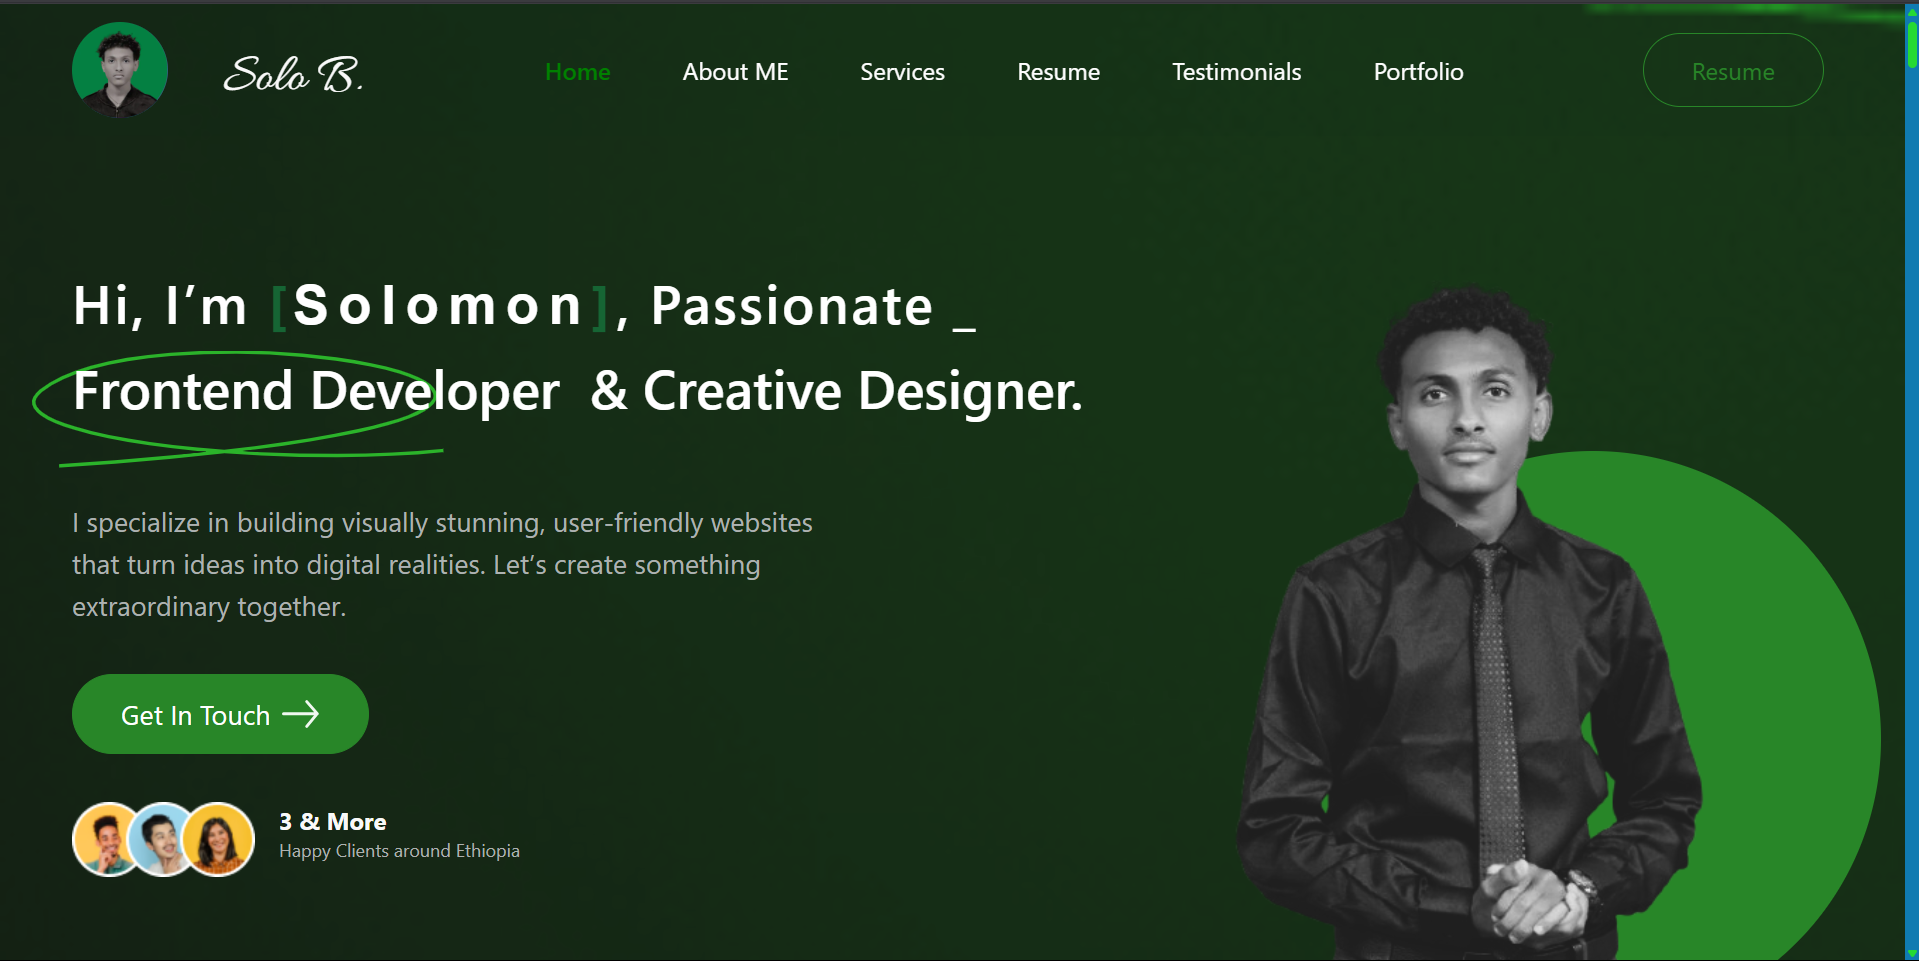 Solo B.
Home
About ME
Services
Resume
Testimonials
Portfolio
Resume
Hi, I’m [Solomon], Passionate _
Frontend Developer & Creative Designer.
I specialize in building visually stunning, user-friendly websites
that turn ideas into digital realities. Let’s create something
extraordinary together.
Get In Touch
3 & More
Happy Clients around Ethiopia